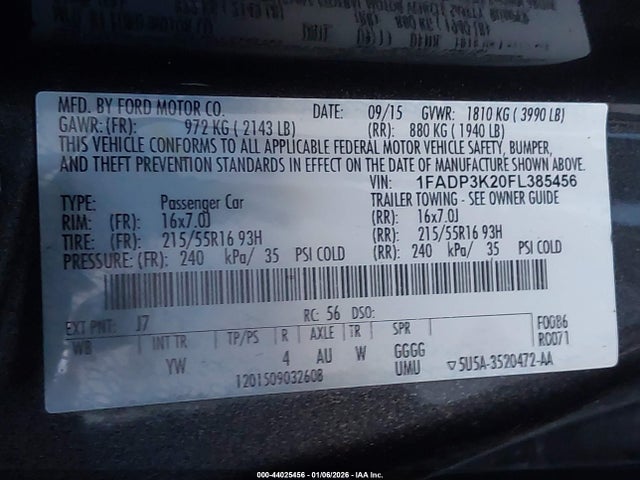 MFD. BY FORD MOTOR CO. DATE: 09/15 GVWR: 1810 KG ( 3990 LB)
GAWR: (FR): 972 KG ( 2143 LB) (RR): 880 KG ( 1940 LB)
THIS VEHICLE CONFORMS TO ALL APPLICABLE FEDERAL MOTOR VEHICLE SAFETY, BUMPER,
AND THEFT PREVENTION STANDARDS IN EFFECT ON THE DATE OF MANUFACTURE SHOWN ABOVE.
VIN: 1FADP3K20FL385456
TYPE: Passenger Car TRAILER TOWING - SEE OWNER GUIDE
RIM: (FR): 16x7.0J (RR): 16x7.0J
TIRE: (FR): 215/55R16 93H (RR): 215/55R16 93H
PRESSURE: (FR): 240 kPa/ 35 PSI COLD (RR): 240 kPa/ 35 PSI COLD
EXT PNT: J7 RC: 56 DSO: F0086
WB INT TR TP/PS R AXLE TR SPR R0071
YW 4 AU W GGGG
UMU
1201509032608 5U5A-3520472-AA
000-44025456 - 01/06/2026 - IAA Inc.